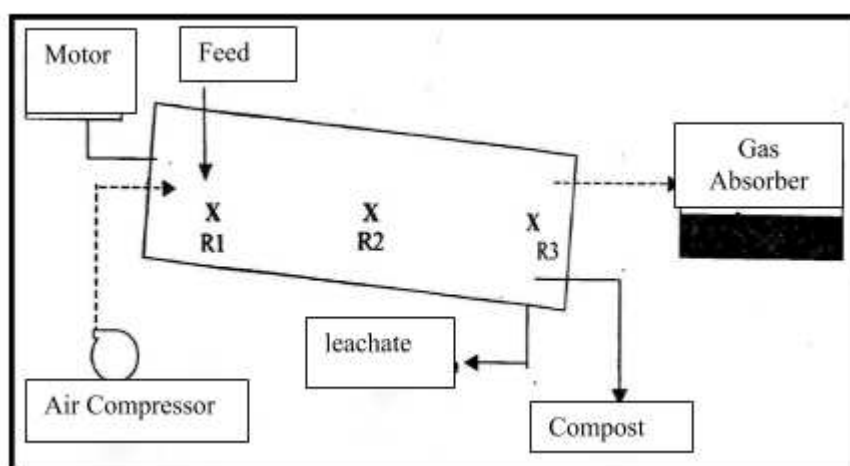 Motor
Feed
Gas
Absorber
X
R1
X
R2
X
R3
leachate
Air Compressor
Compost